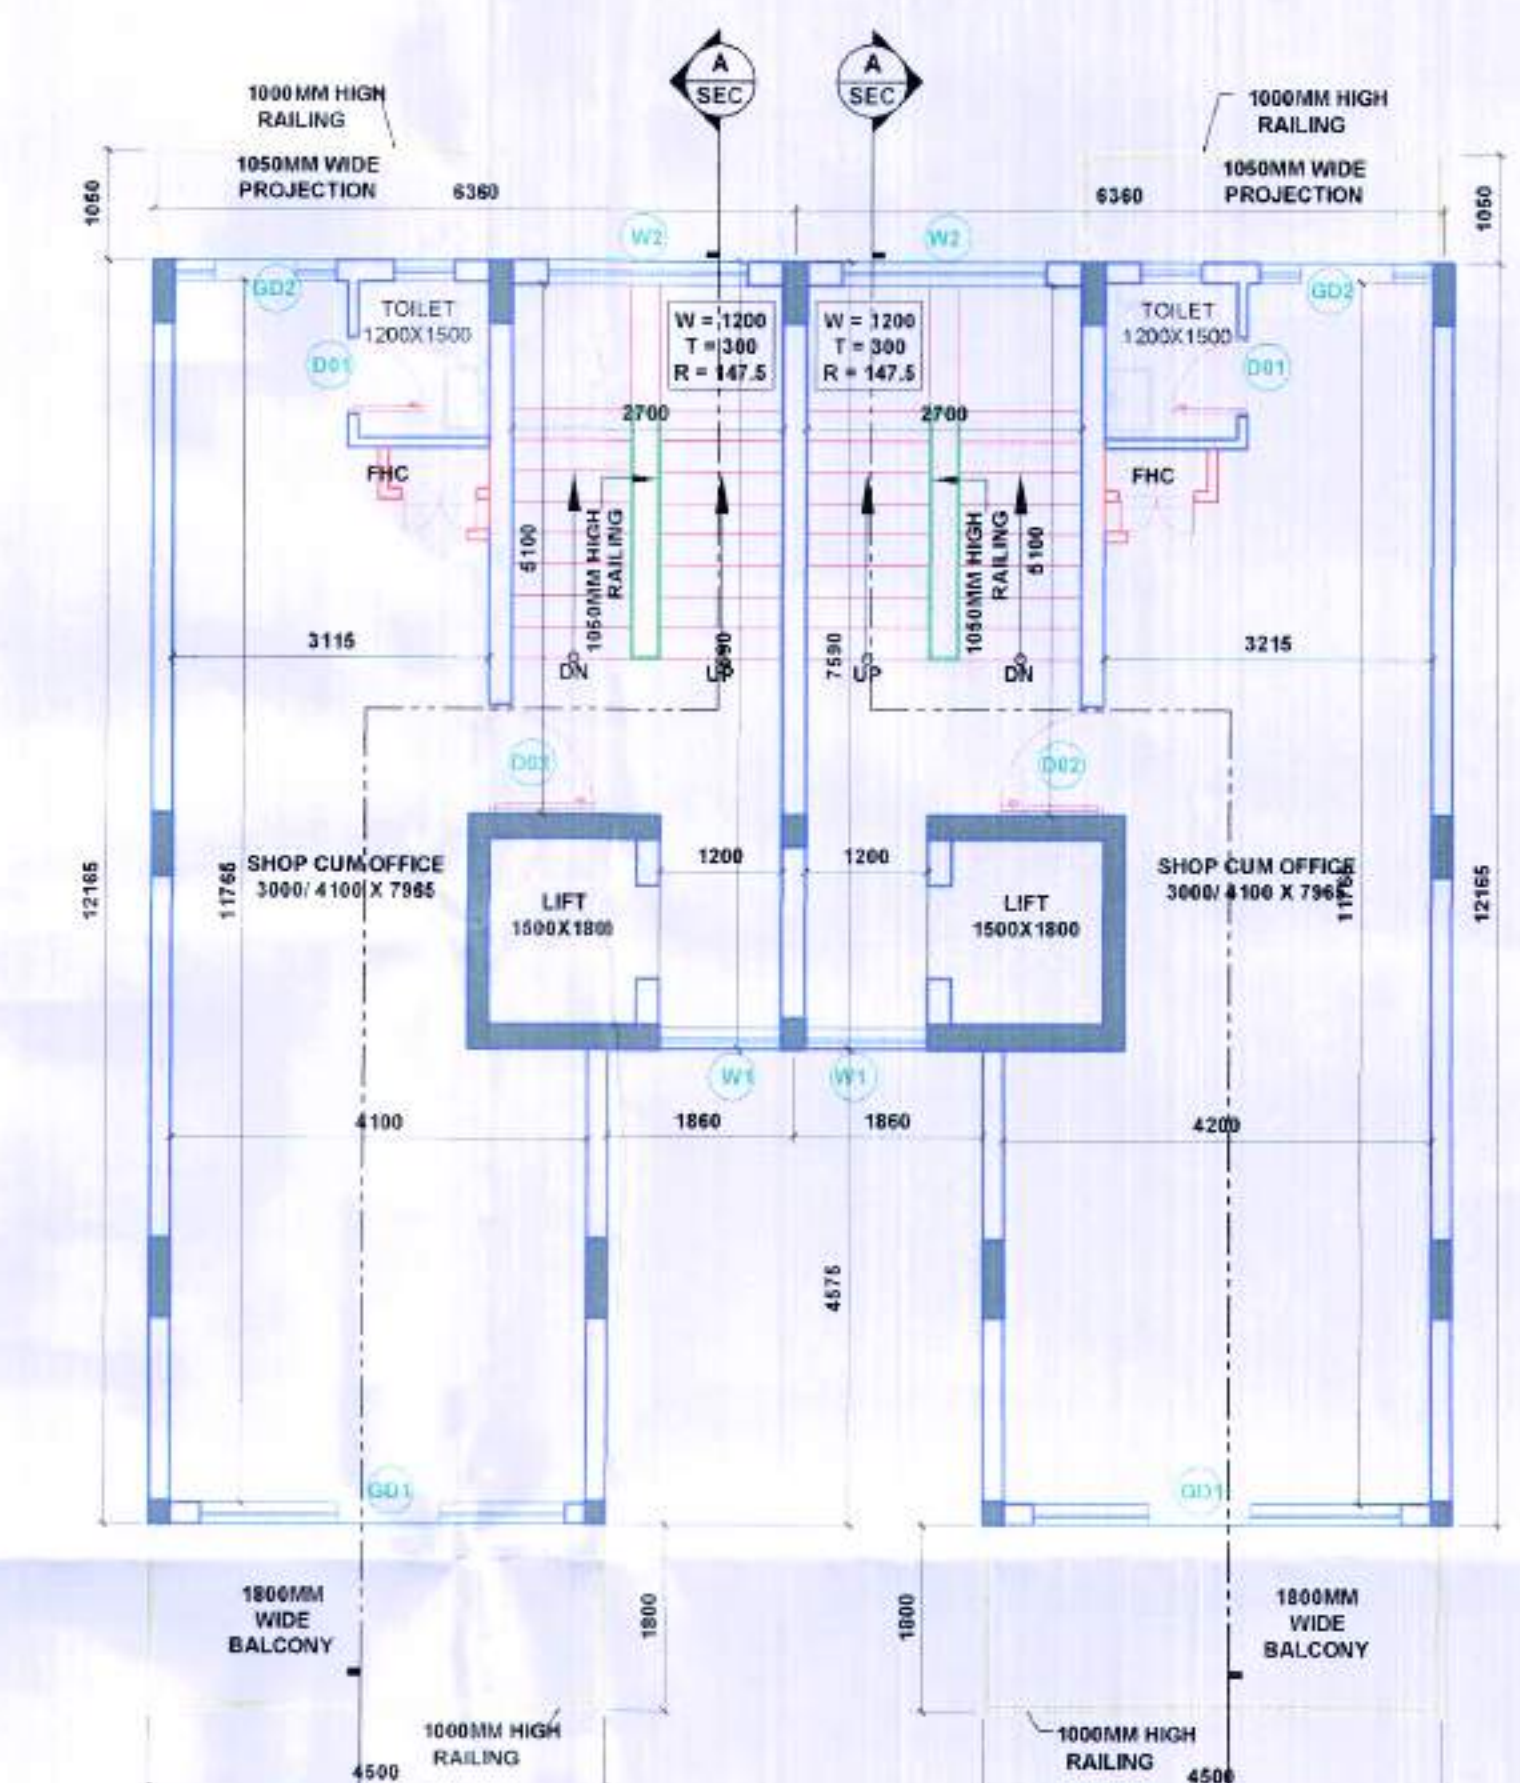 A
SEC
A
SEC
1000MM HIGH
RAILING
1000MM HIGH
RAILING
1050MM WIDE
PROJECTION
1050MM WIDE
PROJECTION
1050
6360
6360
1050
W2
W2
GD2
TOILET
1200X1500
W = 1200
T = 300
R = 147.5
W = 1200
T = 300
R = 147.5
TOILET
1200X1500
GD2
D01
D01
2700
2700
FHC
FHC
5100
1050MM HIGH
RAILING
1050MM HIGH
RAILING
5100
3115
3215
DN
UP
7590
UP
DN
D02
12165
11765
SHOP CUM OFFICE
3000/ 4100 X 7965
1200
1200
SHOP CUM OFFICE
3000/ 4100 X 7965
11765
12165
LIFT
1500X1800
LIFT
1500X1800
W1
W1
4100
1860
1860
4200
4575
GD1
GD1
1800MM
WIDE
BALCONY
1800
1800
1800MM
WIDE
BALCONY
1000MM HIGH
RAILING
1000MM HIGH
RAILING
4500
4500